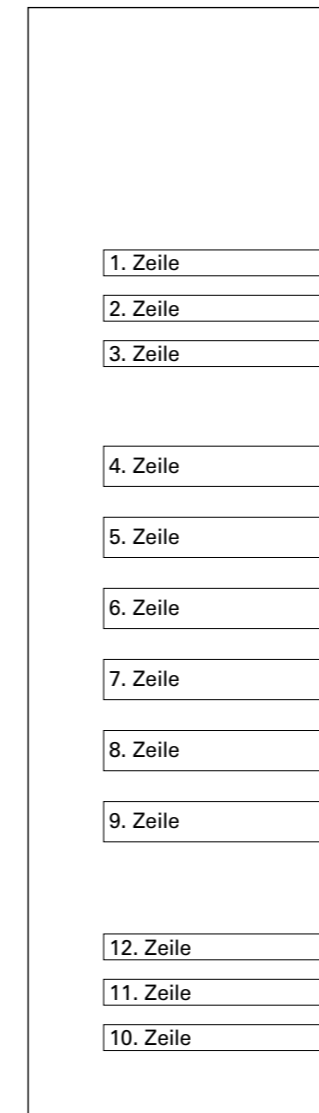 1. Zeile
2. Zeile
3. Zeile
4. Zeile
5. Zeile
6. Zeile
7. Zeile
8. Zeile
9. Zeile
12. Zeile
11. Zeile
10. Zeile